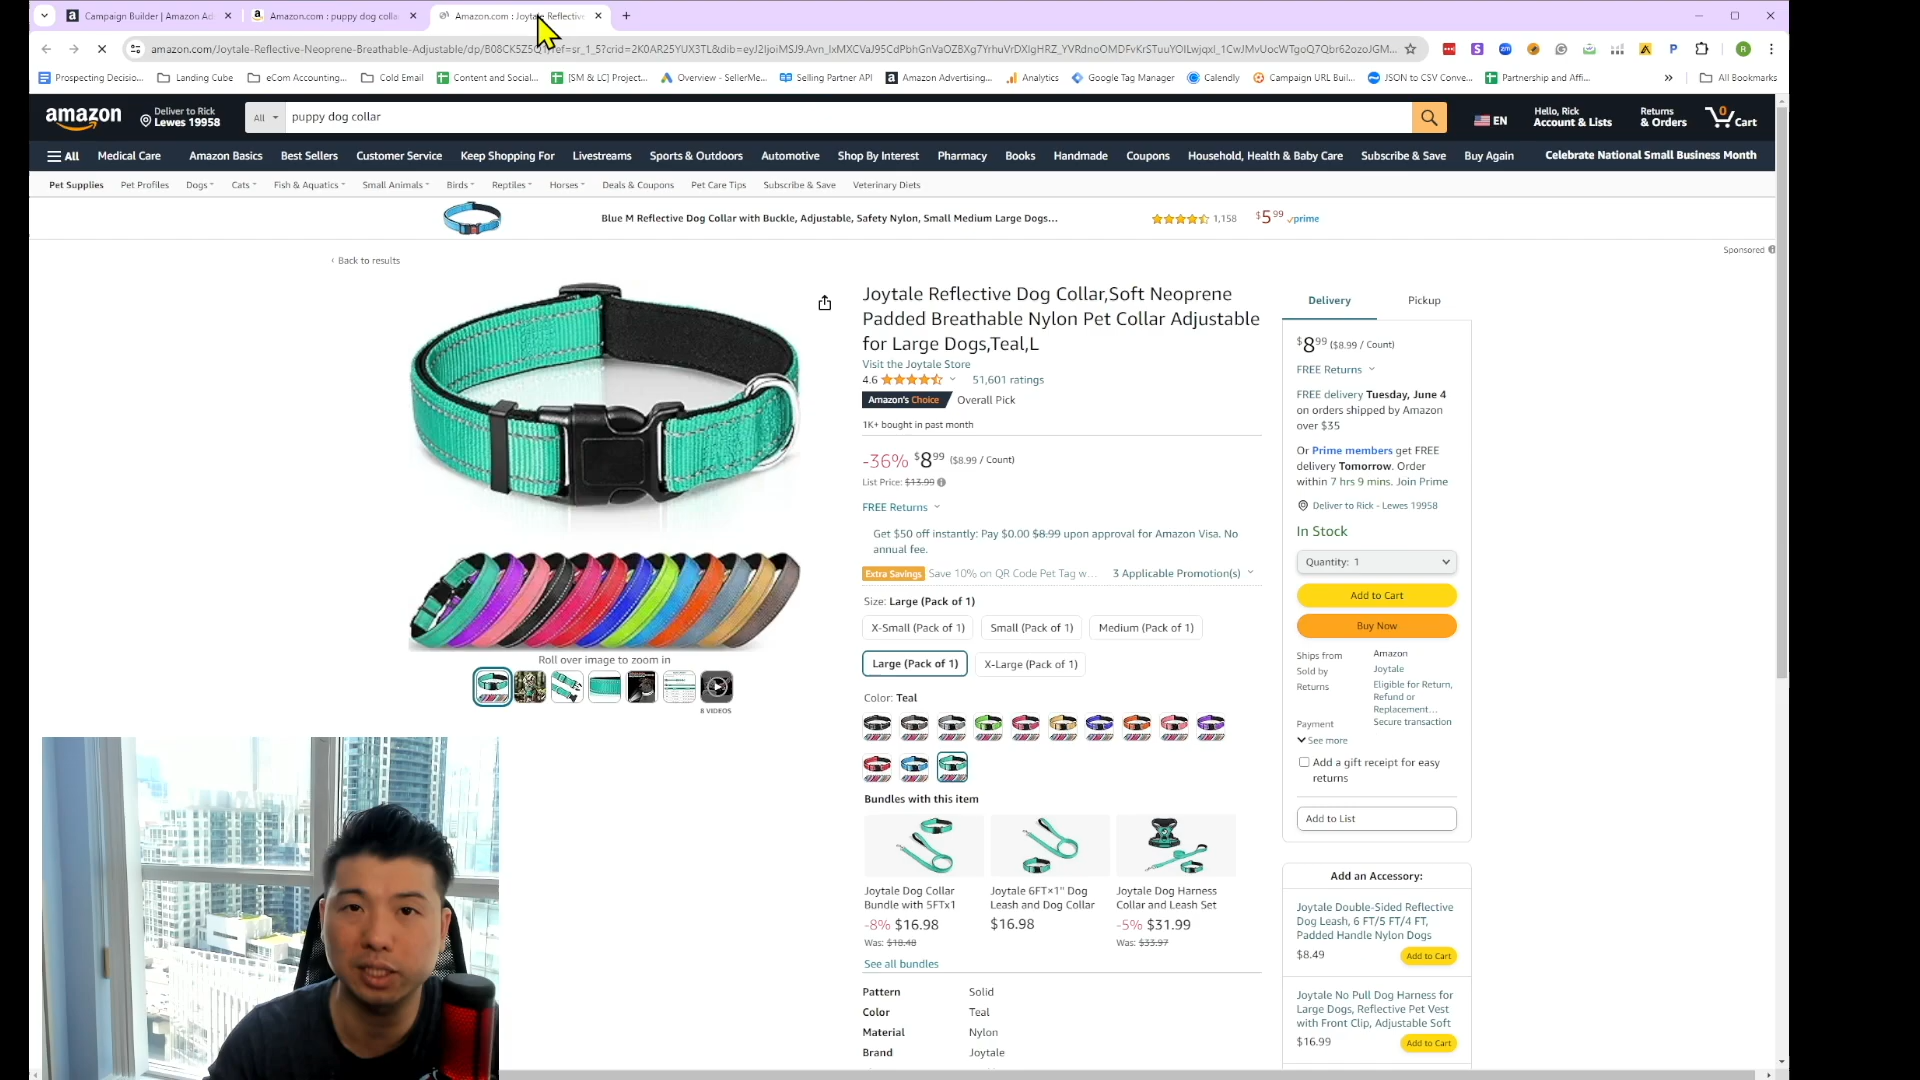 Campaign Builder | Amazon Ad
Amazon.com : puppy dog colla
Amazon.com : Joytale Reflective
amazon.com/Joytale-Reflective-Neoprene-Breathable-Adjustable/dp/
Prospecting Decisio...
Landing Cube
eCom Accounting...
Cold Email
Content and Social...
[SM & LC] Project...
Overview - SellerMe...
Selling Partner API
Amazon Advertising...
Analytics
Google Tag Manager
Calendly
Campaign URL Buil...
JSON to CSV Conve...
Partnership and Affi...
All Bookmarks
amazon
Deliver to Rick
Lewes 19958
All
puppy dog collar
EN
Hello, Rick
Account & Lists
Returns
& Orders
0
Cart
All
Medical Care
Amazon Basics
Best Sellers
Customer Service
Keep Shopping For
Livestreams
Sports & Outdoors
Automotive
Shop By Interest
Pharmacy
Books
Handmade
Coupons
Household, Health & Baby Care
Subscribe & Save
Buy Again
Celebrate National Small Business Month
Pet Supplies
Pet Profiles
Dogs
Cats
Fish & Aquatics
Small Animals
Birds
Reptiles
Horses
Deals & Coupons
Pet Care Tips
Subscribe & Save
Veterinary Diets
Blue M Reflective Dog Collar with Buckle, Adjustable, Safety Nylon, Small Medium Large Dogs...
1,158
$5 99 prime
Sponsored
‹ Back to results
Joytale Reflective Dog Collar,Soft Neoprene
Padded Breathable Nylon Pet Collar Adjustable
for Large Dogs,Teal,L
Visit the Joytale Store
4.6
51,601 ratings
Amazon's Choice
Overall Pick
1K+ bought in past month
-36% $8 99 ($8.99 / Count)
List Price: $13.99
FREE Returns
Get $50 off instantly: Pay $0.00 $8.99 upon approval for Amazon Visa. No
annual fee.
Extra Savings
Save 10% on QR Code Pet Tag w...
3 Applicable Promotion(s)
Size: Large (Pack of 1)
X-Small (Pack of 1)
Small (Pack of 1)
Medium (Pack of 1)
Large (Pack of 1)
X-Large (Pack of 1)
Color: Teal
Roll over image to zoom in
8 VIDEOS
Bundles with this item
Joytale Dog Collar
Bundle with 5FTx1
-8% $16.98
Was: $18.48
Joytale 6FT×1" Dog
Leash and Dog Collar
$16.98
Joytale Dog Harness
Collar and Leash Set
-5% $31.99
Was: $33.97
See all bundles
Pattern Solid
Color Teal
Material Nylon
Brand Joytale
Delivery
Pickup
$8 99 ($8.99 / Count)
FREE Returns
FREE delivery Tuesday, June 4
on orders shipped by Amazon
over $35
Or Prime members get FREE
delivery Tomorrow. Order
within 7 hrs 9 mins. Join Prime
Deliver to Rick - Lewes 19958
In Stock
Quantity: 1
Add to Cart
Buy Now
Ships from Amazon
Sold by Joytale
Returns Eligible for Return,
Refund or
Replacement...
Payment Secure transaction
See more
Add a gift receipt for easy
returns
Add to List
Add an Accessory:
Joytale Double-Sided Reflective
Dog Leash, 6 FT/5 FT/4 FT,
Padded Handle Nylon Dogs
$8.49
Add to Cart
Joytale No Pull Dog Harness for
Large Dogs, Reflective Pet Vest
with Front Clip, Adjustable Soft
$16.99
Add to Cart